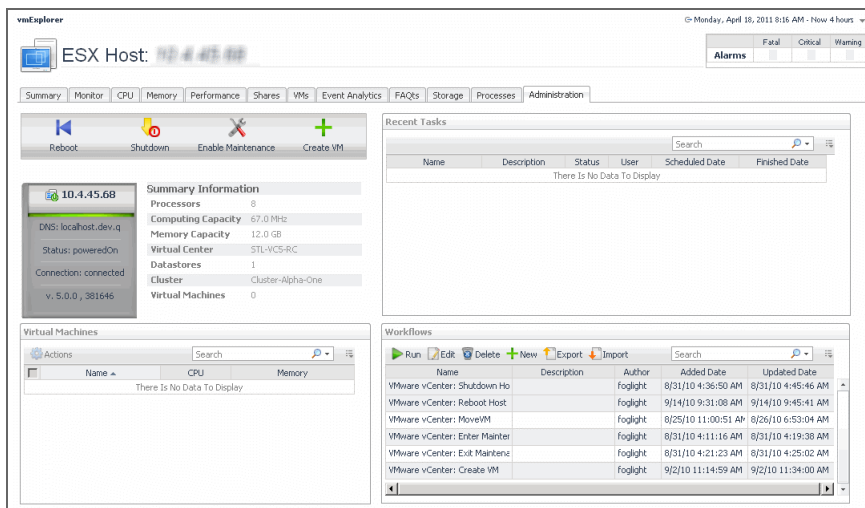 vmExplorer
Monday, April 18, 2011 8:16 AM - Now 4 hours
ESX Host:
Fatal Critical Warning
Alarms
Summary Monitor CPU Memory Performance Shares VMs Event Analytics FAQts Storage Processes Administration
Reboot Shutdown Enable Maintenance Create VM
10.4.45.68
DNS: localhost.dev.q
Status: poweredOn
Connection: connected
v. 5.0.0 , 381646
Summary Information
Processors 8
Computing Capacity 67.0 MHz
Memory Capacity 12.0 GB
Virtual Center STL-VC5-RC
Datastores 1
Cluster Cluster-Alpha-One
Virtual Machines 0
Recent Tasks
Search
Name Description Status User Scheduled Date Finished Date
There Is No Data To Display
Virtual Machines
Actions Search
Name CPU Memory
There Is No Data To Display
Workflows
Run Edit Delete New Export Import Search
Name Description Author Added Date Updated Date
VMware vCenter: Shutdown Ho foglight 8/31/10 4:36:50 AM 8/31/10 4:45:46 AM
VMware vCenter: Reboot Host foglight 9/14/10 9:31:08 AM 9/14/10 9:45:41 AM
VMware vCenter: MoveVM foglight 8/25/10 11:00:51 AM 8/26/10 6:53:04 AM
VMware vCenter: Enter Mainter foglight 8/31/10 4:11:16 AM 8/31/10 4:19:38 AM
VMware vCenter: Exit Maintena foglight 8/31/10 4:21:23 AM 8/31/10 4:25:02 AM
VMware vCenter: Create VM foglight 9/2/10 11:14:59 AM 9/2/10 11:34:00 AM